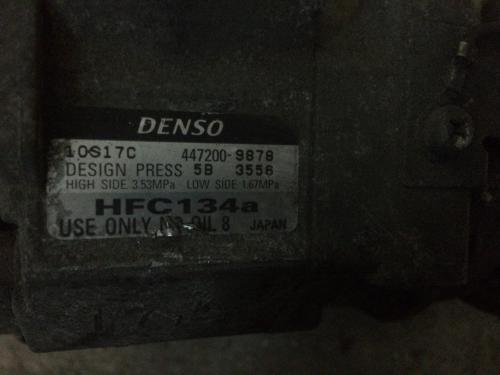 DENSO
10S17C 447200-9878
DESIGN PRESS 5B 3556
HIGH SIDE 3.53MPa LOW SIDE 1.67MPa
HFC134a
USE ONLY ND-OIL 8 JAPAN